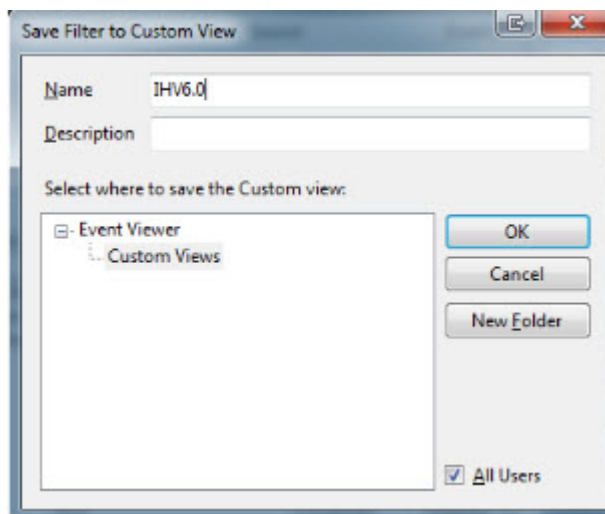 Save Filter to Custom View
Name IHV6.0
Description
Select where to save the Custom view:
Event Viewer
Custom Views
OK
Cancel
New Folder
All Users